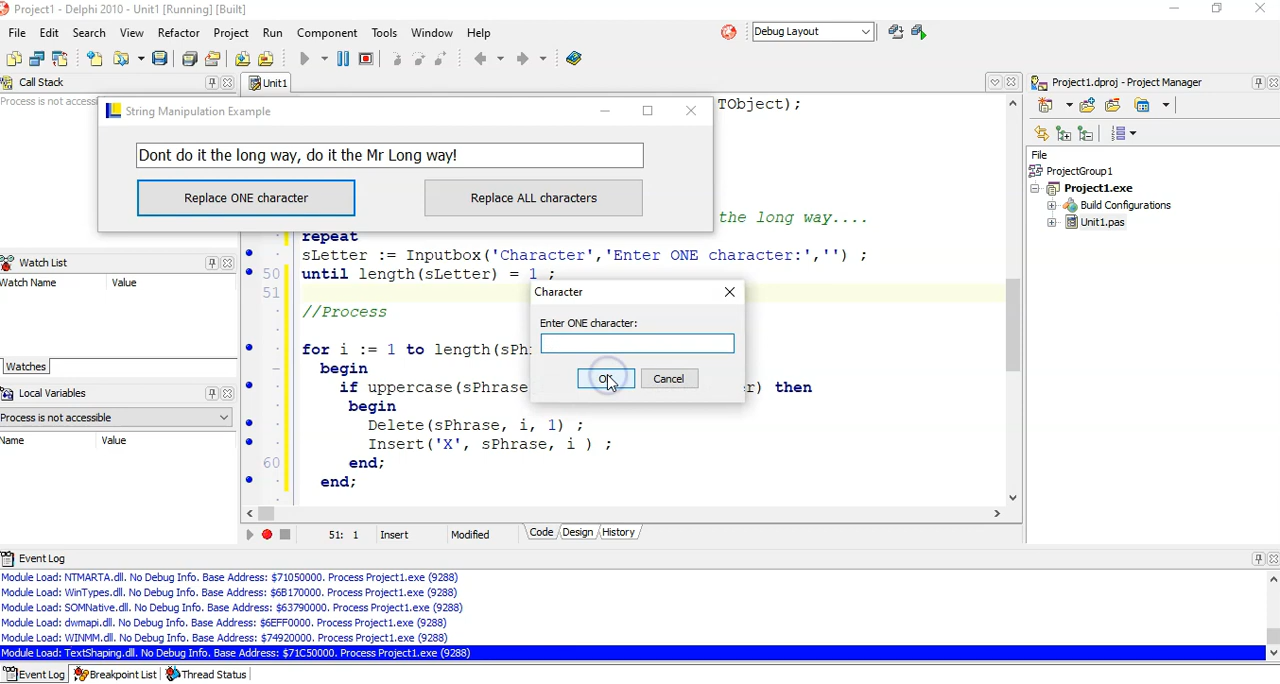 Project1 - Delphi 2010 - Unit1 [Running] [Built]
File Edit Search View Refactor Project Run Component Tools Window Help
Debug Layout
Call Stack
Unit1
Project1.dproj - Project Manager
Process is not access
String Manipulation Example
TObject);
Dont do it the long way, do it the Mr Long way!
File
ProjectGroup1
Project1.exe
Replace ONE character
Replace ALL characters
Build Configurations
the long way....
Unit1.pas
repeat
sLetter := Inputbox('Character','Enter ONE character:','') ;
Watch List
50 until length(sLetter) = 1 ;
Watch Name Value
51
Character
//Process
Enter ONE character:
for i := 1 to length(sPh
begin
Watches
OK
Cancel
if uppercase(sPhrase r) then
Local Variables
begin
Process is not accessible
Delete(sPhrase, i, 1) ;
Name Value
Insert('X', sPhrase, i ) ;
60 end;
end;
51: 1 Insert Modified Code Design History
Event Log
Module Load: NTMARTA.dll. No Debug Info. Base Address: $71050000. Process Project1.exe (9288)
Module Load: WinTypes.dll. No Debug Info. Base Address: $6B170000. Process Project1.exe (9288)
Module Load: SOMNative.dll. No Debug Info. Base Address: $63790000. Process Project1.exe (9288)
Module Load: dwmapi.dll. No Debug Info. Base Address: $6EFF0000. Process Project1.exe (9288)
Module Load: WINMM.dll. No Debug Info. Base Address: $74920000. Process Project1.exe (9288)
Module Load: TextShaping.dll. No Debug Info. Base Address: $71C50000. Process Project1.exe (9288)
Event Log Breakpoint List Thread Status